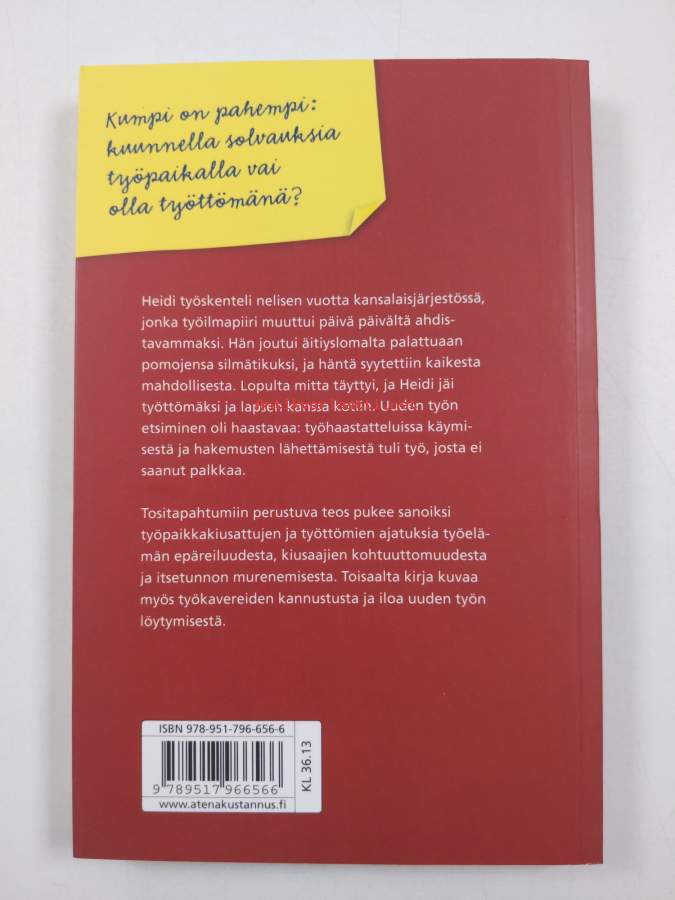 Kumpi on pahempi:
kuunnella solvauksia
työpaikalla vai
olla työttömänä?
Heidi työskenteli nelisen vuotta kansalaisjärjestössä,
jonka työilmapiiri muuttui päivä päivältä ahdis-
tavammaksi. Hän joutui äitiyslomalta palattuaan
pomojensa silmätikuksi, ja häntä syytettiin kaikesta
mahdollisesta. Lopulta mitta täyttyi, ja Heidi jäi
työttömäksi ja lapsen kanssa kotiin. Uuden työn
etsiminen oli haastavaa: työhaastatteluissa käymi-
sestä ja hakemusten lähettämisestä tuli työ, josta ei
saanut palkkaa.
Tositapahtumiin perustuva teos pukee sanoiksi
työpaikkakiusattujen ja työttömien ajatuksia työelä-
män epäreiluudesta, kiusaajien kohtuuttomuudesta
ja itsetunnon murenemisesta. Toisaalta kirja kuvaa
myös työkavereiden kannustusta ja iloa uuden työn
löytymisestä.
ISBN 978-951-796-656-6
KL 36.13
9 789517 966566
www.atenakustannus.fi